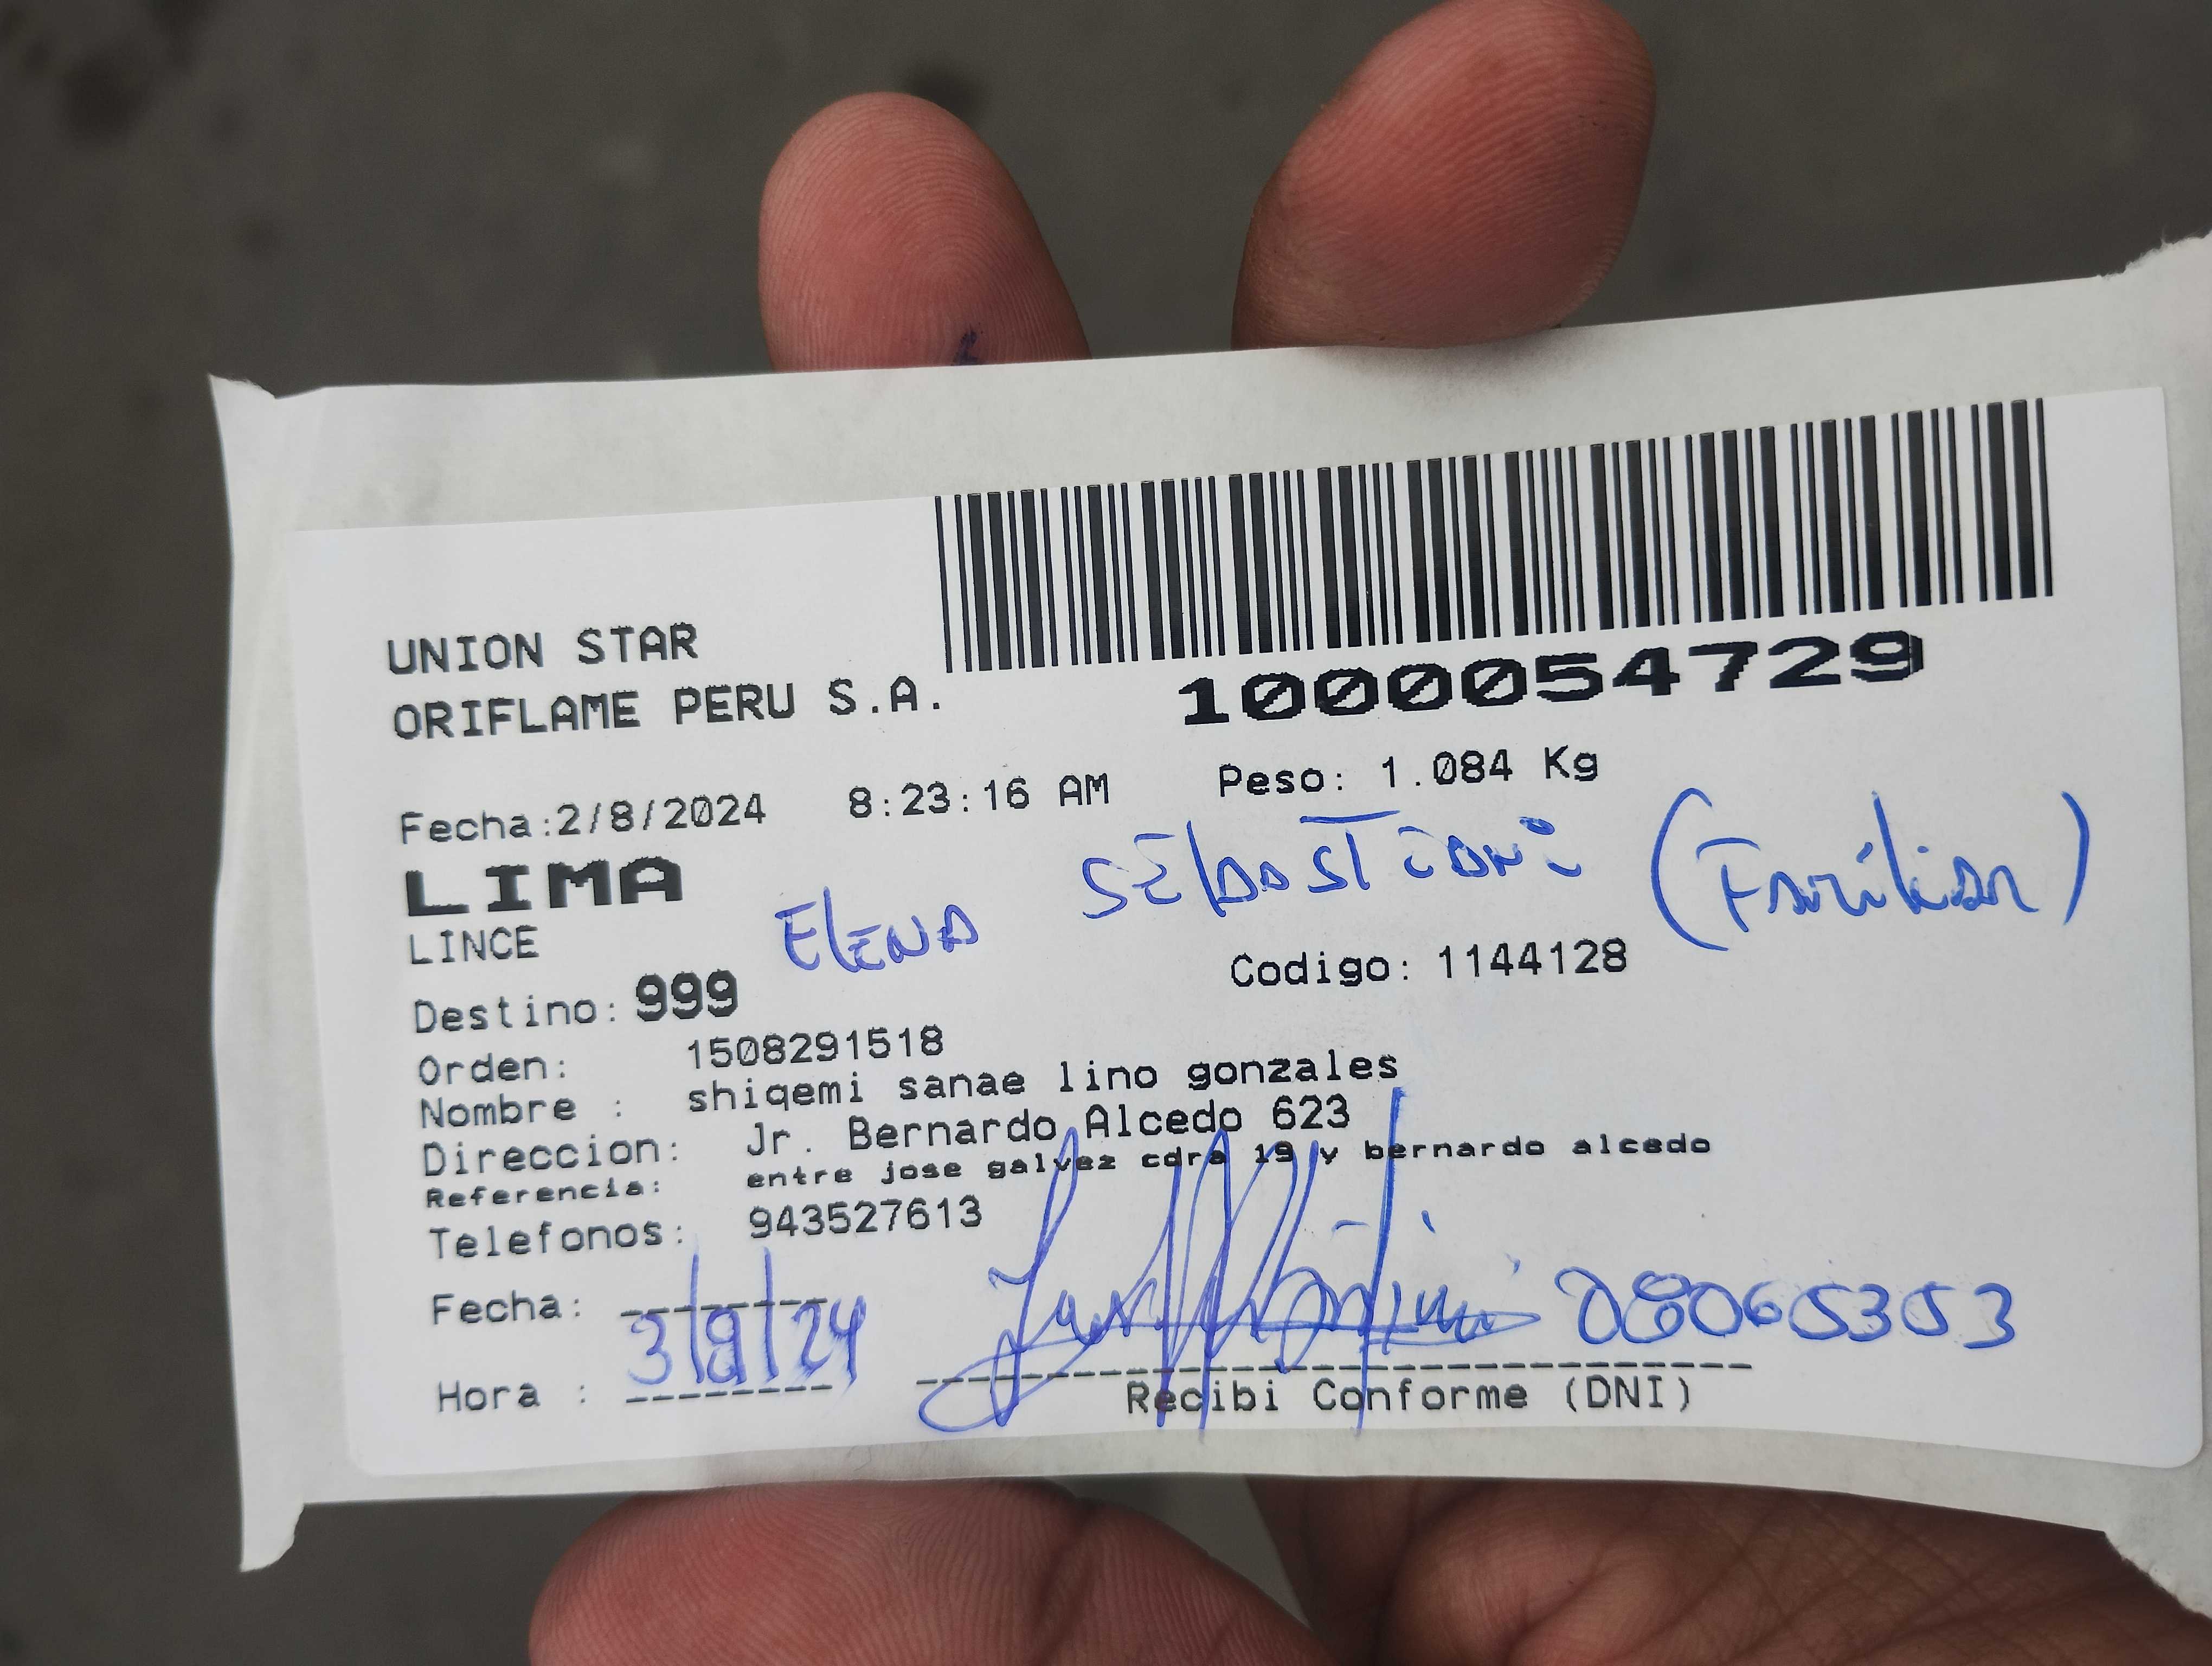 UNION STAR
ORIFLAME PERU S.A.
1000054729
Fecha:2/8/2024 8:23:16 AM Peso: 1.084 Kg
LIMA
ELENA SEbASTIANi (Familiar)
LINCE
Destino: 999 Codigo: 1144128
Orden: 1508291518
Nombre : shiqemi sanae lino gonzales
Direccion: Jr. Bernardo Alcedo 623
Referencia: entre jose galvez cdra 19 y bernardo alcedo
Telefonos: 943527613
Fecha: 3/8/24
08065353
Hora :
Recibi Conforme (DNI)